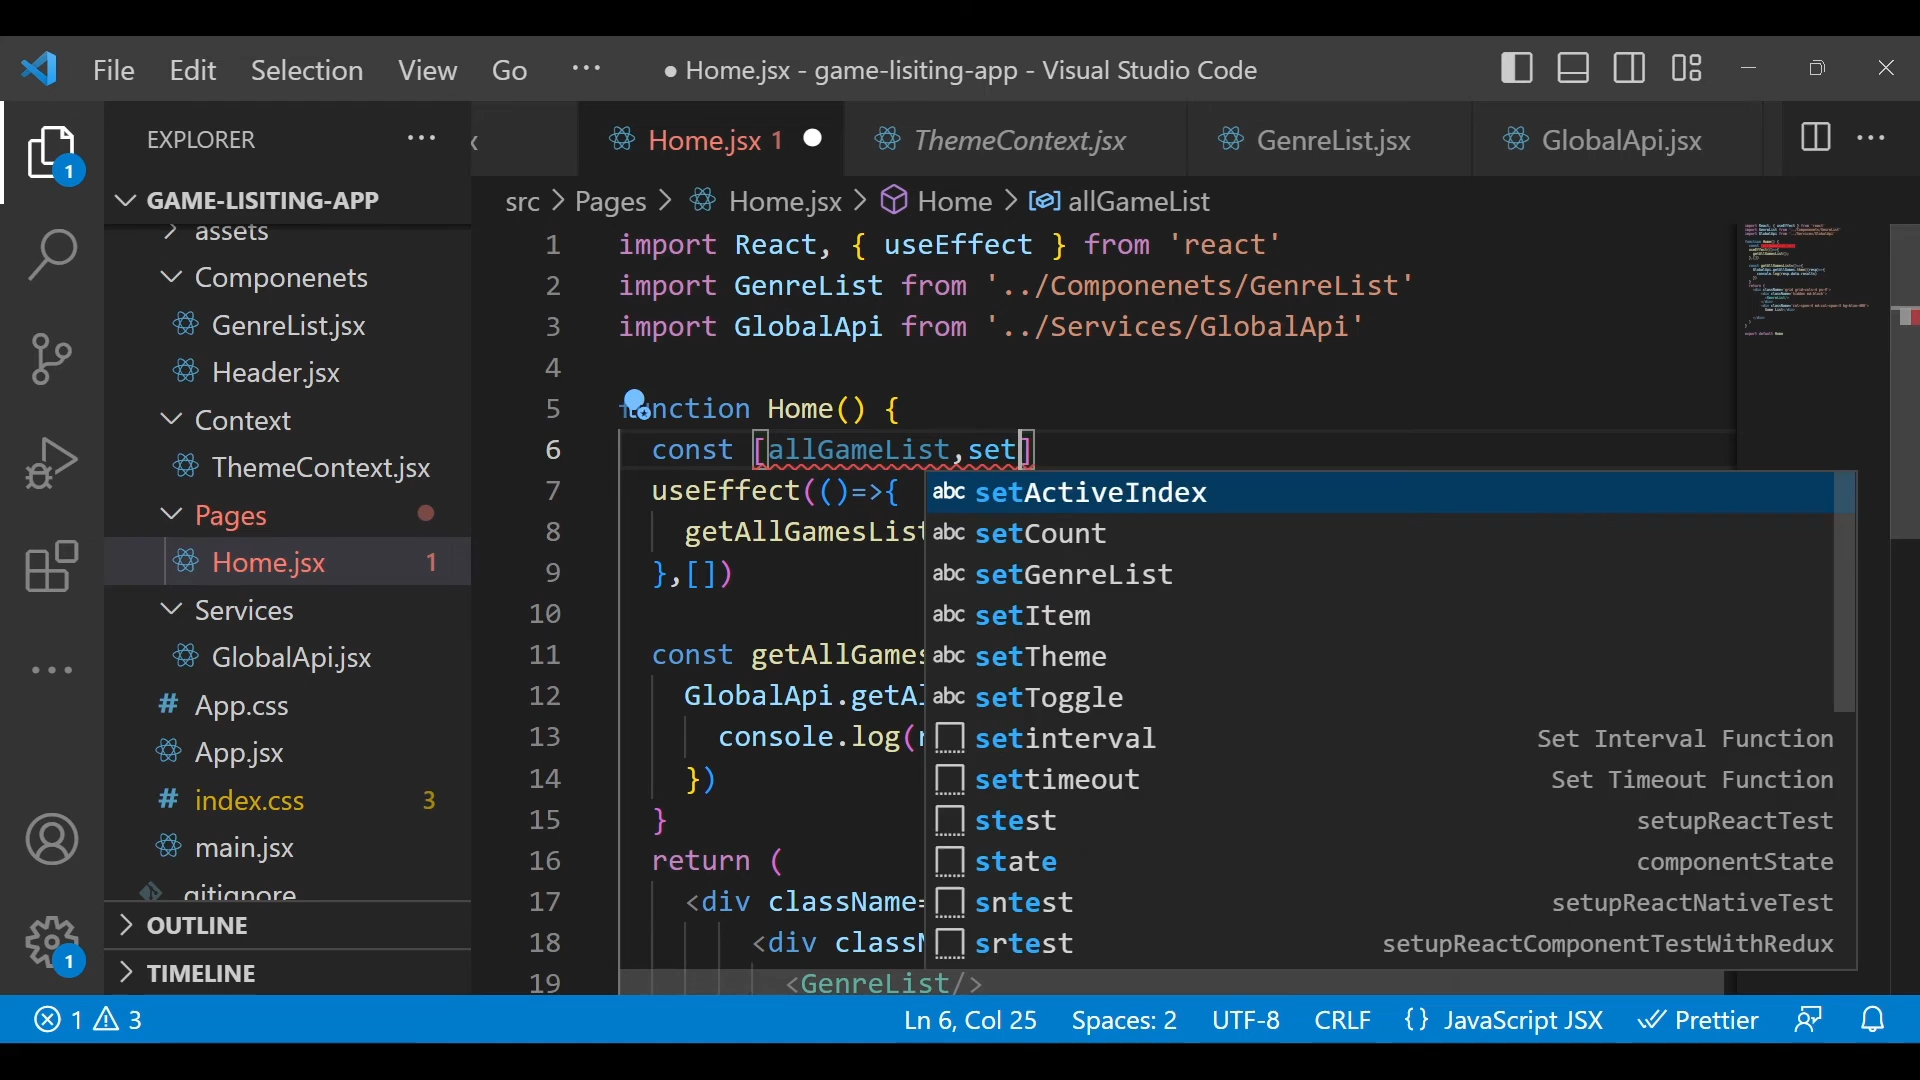 File Edit Selection View Go ··· ● Home.jsx - game-lisiting-app - Visual Studio Code
EXPLORER ···
x Home.jsx 1 ThemeContext.jsx GenreList.jsx GlobalApi.jsx ···
GAME-LISITING-APP
src > Pages > Home.jsx > Home > allGameList
assets
Componenets
GenreList.jsx
Header.jsx
Context
ThemeContext.jsx
Pages
Home.jsx 1
Services
GlobalApi.jsx
App.css
App.jsx
index.css 3
main.jsx
.gitignore
OUTLINE
TIMELINE
1
1
1 import React, { useEffect } from 'react'
2 import GenreList from '../Componenets/GenreList'
3 import GlobalApi from '../Services/GlobalApi'
4
5 function Home() {
6 const [allGameList,set]
7 useEffect(()=>{
8 getAllGamesList
9 },[])
10
11 const getAllGames
12 GlobalApi.getAl
13 console.log(r
14 })
15 }
16 return (
17 <div className=
18 <div classN
19 <GenreList/>
abc setActiveIndex
abc setCount
abc setGenreList
abc setItem
abc setTheme
abc setToggle
setinterval Set Interval Function
settimeout Set Timeout Function
stest setupReactTest
state componentState
sntest setupReactNativeTest
srtest setupReactComponentTestWithRedux
1 3 Ln 6, Col 25 Spaces: 2 UTF-8 CRLF {} JavaScript JSX Prettier